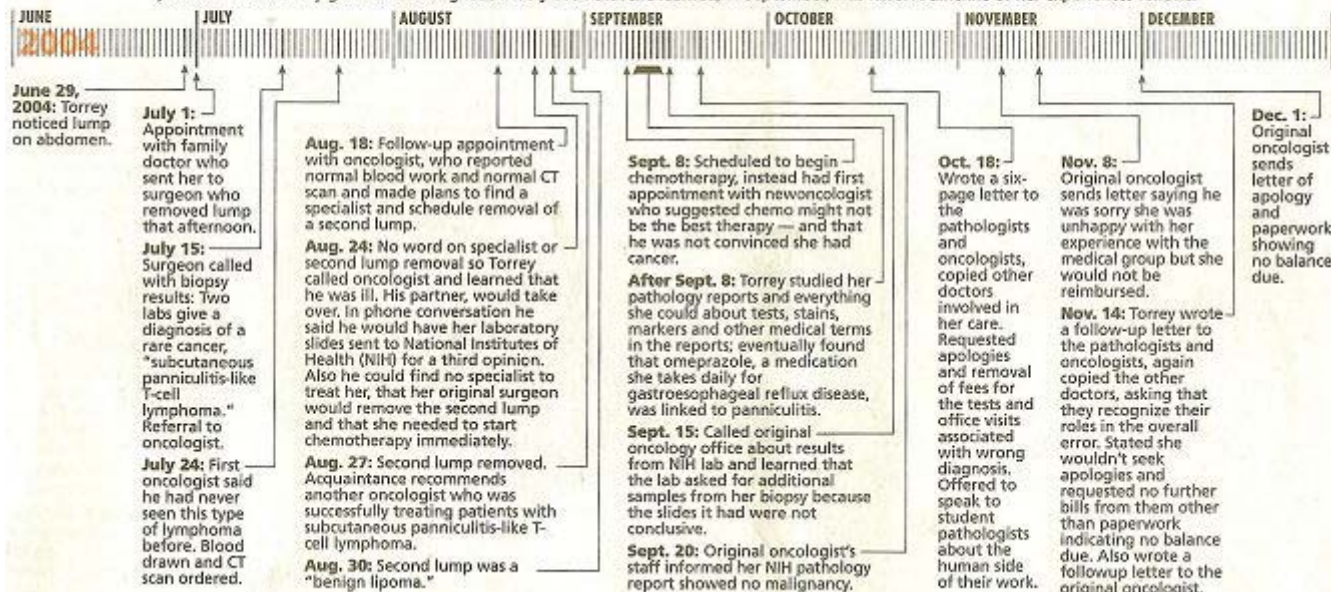 JUNE
JULY
AUGUST
SEPTEMBER
OCTOBER
NOVEMBER
DECEMBER
2004
June 29,
2004: Torrey
noticed lump
on abdomen.
July 1:
Appointment
with family
doctor who
sent her to
surgeon who
removed lump
that afternoon.
July 15:
Surgeon called
with biopsy
results: Two
labs give a
diagnosis of a
rare cancer,
"subcutaneous
panniculitis-like
T-cell
lymphoma."
Referral to
oncologist.
July 24: First
oncologist said
he had never
seen this type
of lymphoma
before. Blood
drawn and CT
scan ordered.
Aug. 18: Follow-up appointment
with oncologist, who reported
normal blood work and normal CT
scan and made plans to find a
specialist and schedule removal of
a second lump.
Aug. 24: No word on specialist or
second lump removal so Torrey
called oncologist and learned that
he was ill. His partner, would take
over. In phone conversation he
said he would have her laboratory
slides sent to National Institutes of
Health (NIH) for a third opinion.
Also he could find no specialist to
treat her, that her original surgeon
would remove the second lump
and that she needed to start
chemotherapy immediately.
Aug. 27: Second lump removed.
Acquaintance recommends
another oncologist who was
successfully treating patients with
subcutaneous panniculitis-like T-
cell lymphoma.
Aug. 30: Second lump was a
"benign lipoma."
Sept. 8: Scheduled to begin
chemotherapy, instead had first
appointment with newoncologist
who suggested chemo might not
be the best therapy — and that
he was not convinced she had
cancer.
After Sept. 8: Torrey studied her
pathology reports and everything
she could about tests, stains,
markers and other medical terms
in the reports; eventually found
that omeprazole, a medication
she takes daily for
gastroesophageal reflux disease,
was linked to panniculitis.
Sept. 15: Called original
oncology office about results
from NIH lab and learned that
the lab asked for additional
samples from her biopsy because
the slides it had were not
conclusive.
Sept. 20: Original oncologist's
staff informed her NIH pathology
report showed no malignancy.
Oct. 18:
Wrote a six-
page letter to
the
pathologists
and
oncologists,
copied other
doctors
involved in
her care.
Requested
apologies
and removal
of fees for
the tests and
office visits
associated
with wrong
diagnosis.
Offered to
speak to
student
pathologists
about the
human side
of their work.
Nov. 8:
Original oncologist
sends letter saying he
was sorry she was
unhappy with her
experience with the
medical group but she
would not be
reimbursed.
Nov. 14: Torrey wrote
a follow-up letter to
the pathologists and
oncologists, again
copied the other
doctors, asking that
they recognize their
roles in the overall
error. Stated she
wouldn't seek
apologies and
requested no further
bills from them other
than paperwork
indicating no balance
due. Also wrote a
followup letter to the
original oncologist.
Dec. 1:
Original
oncologist
sends
letter of
apology
and
paperwork
showing
no balance
due.